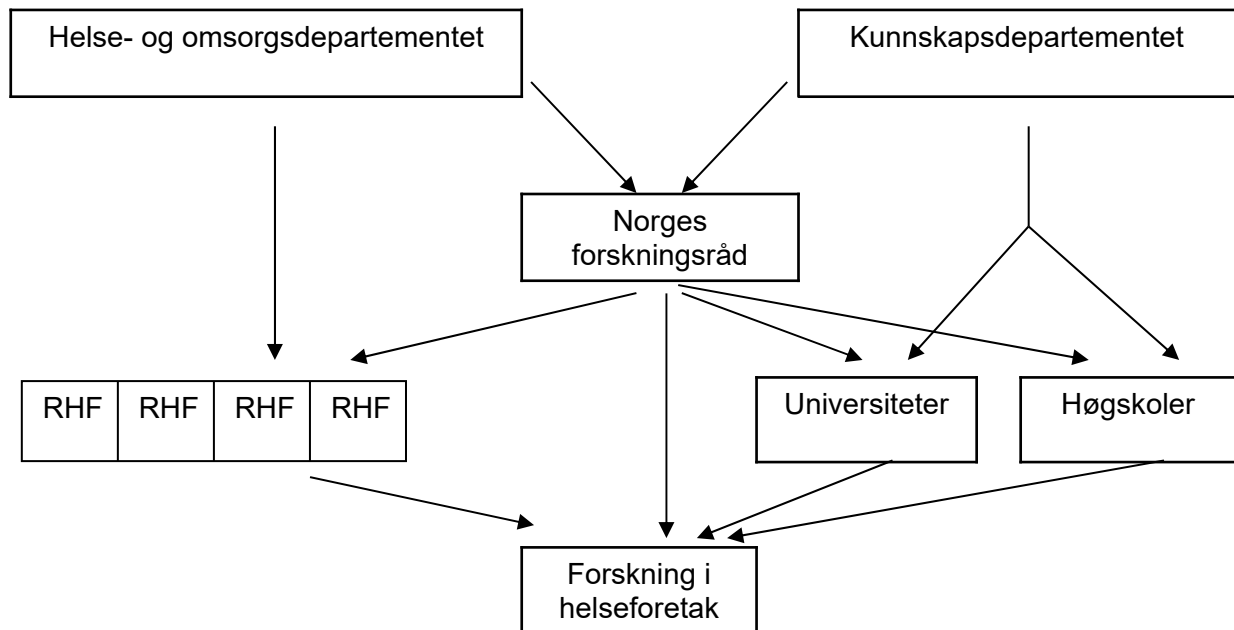 Helse- og omsorgsdepartementet
Kunnskapsdepartementet
Norges
forskningsråd
RHF
RHF
RHF
RHF
Universiteter
Høgskoler
Forskning i
helseforetak